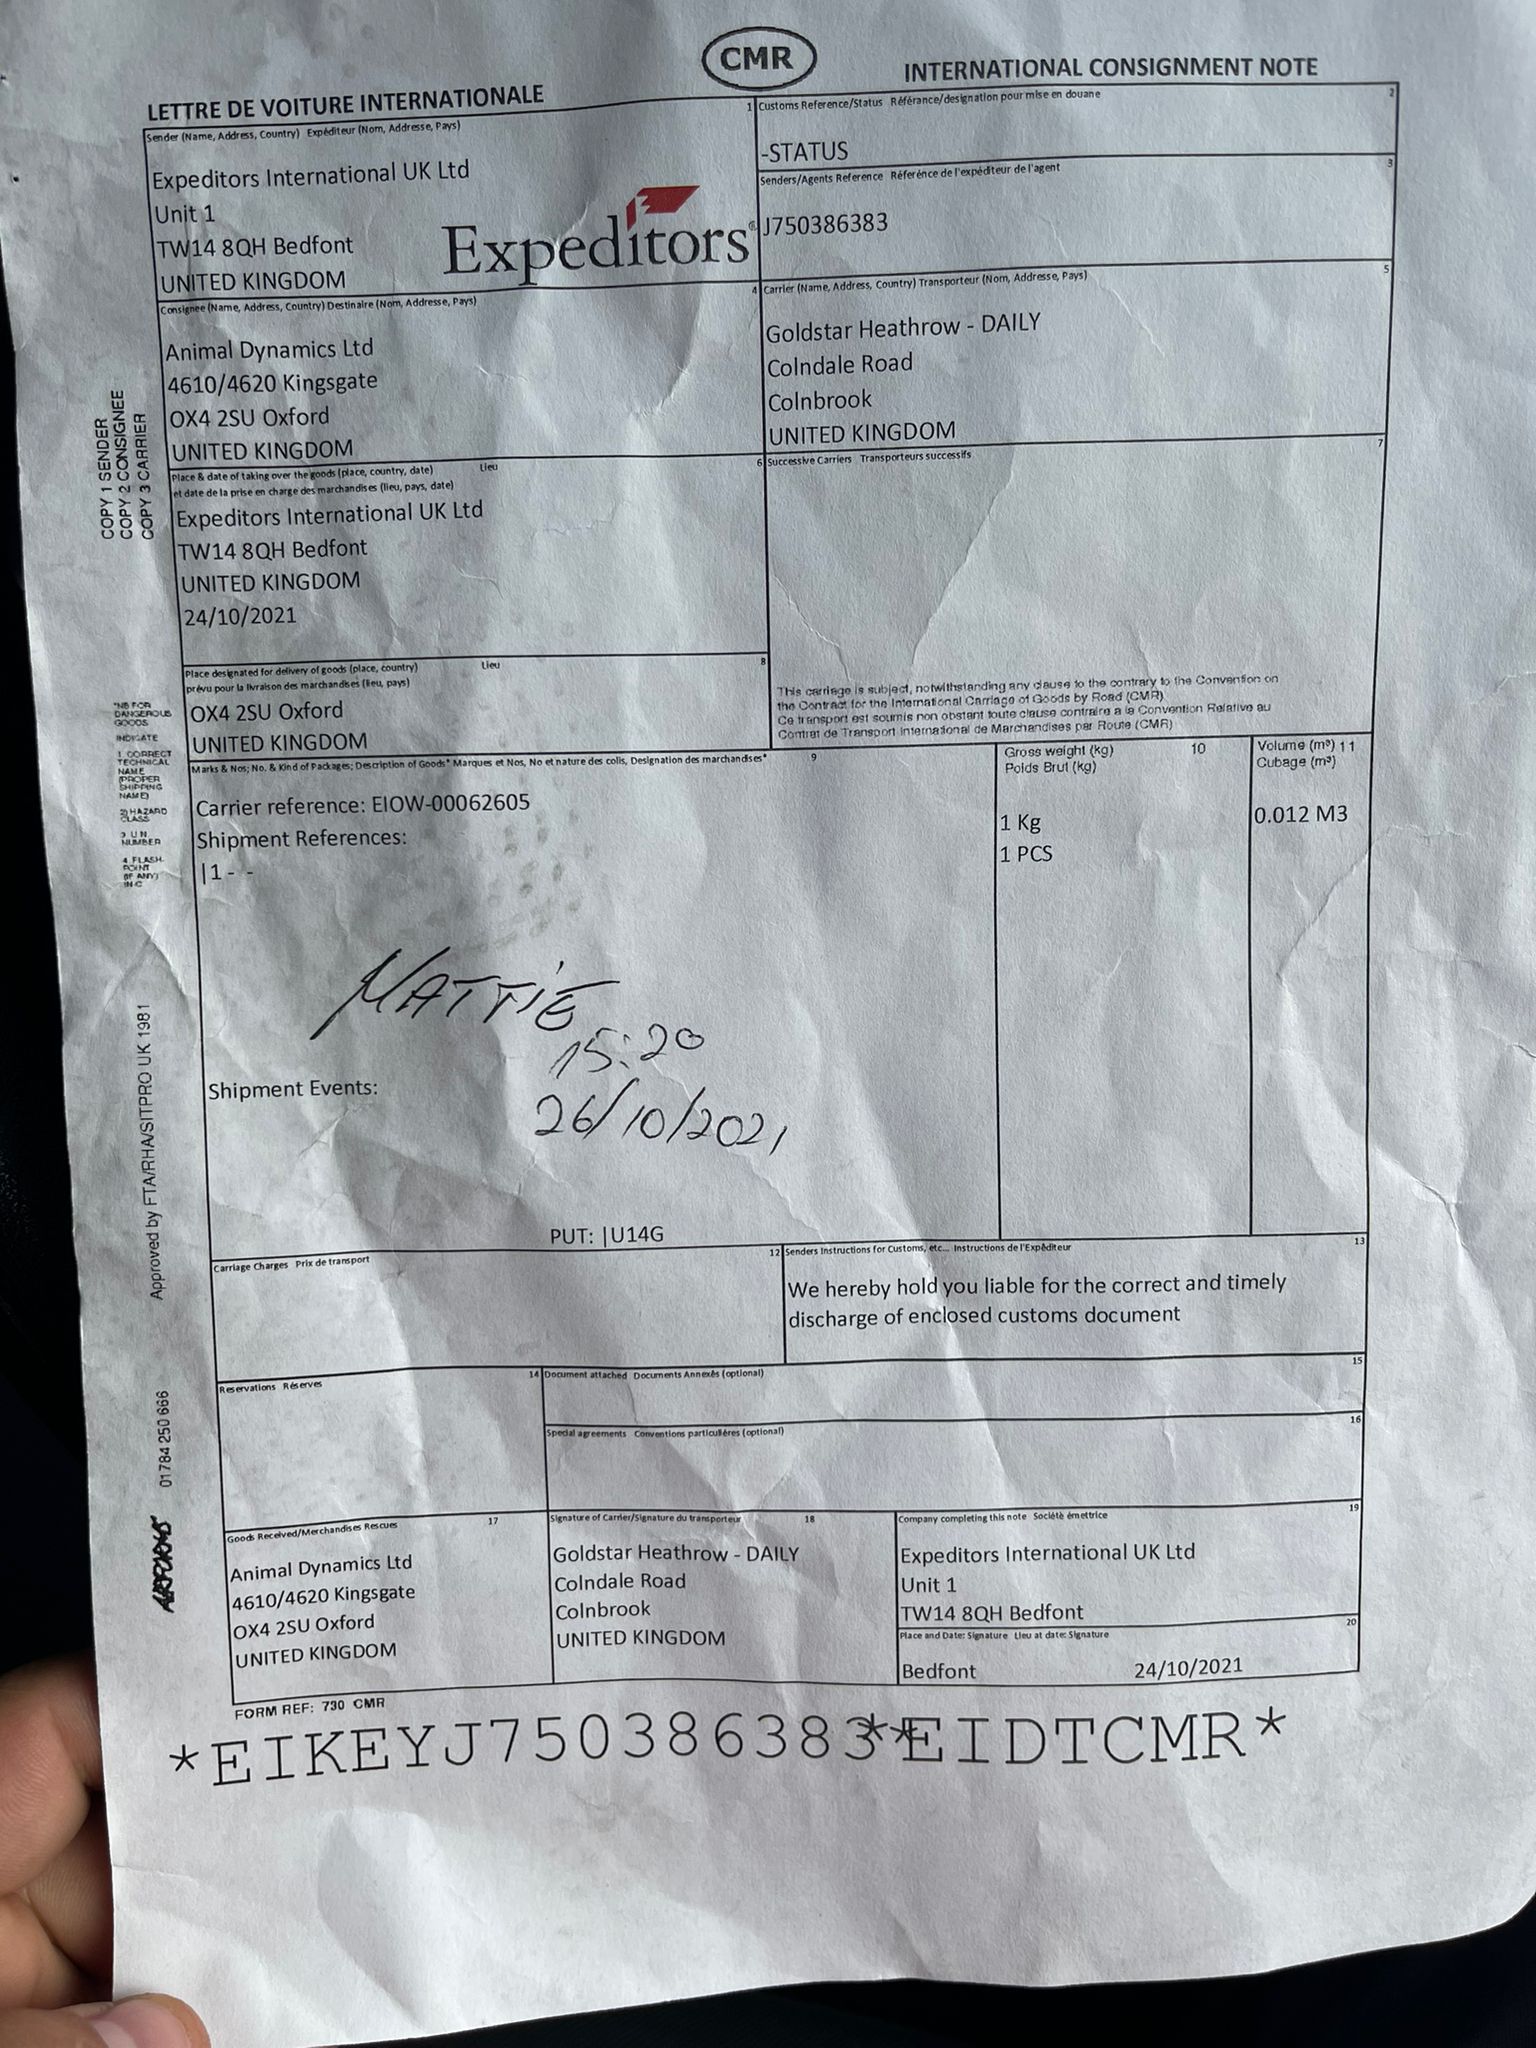 CMR
LETTRE DE VOITURE INTERNATIONALE
INTERNATIONAL CONSIGNMENT NOTE
Sender (Name, Address, Country) Expéditeur (Nom, Addresse, Pays) 1
Expeditors International UK Ltd
Unit 1
TW14 8QH Bedfont
UNITED KINGDOM
Expeditors
Customs Reference/Status Référance/designation pour mise en douane 2
-STATUS
Senders/Agents Reference Référence de l'expéditeur de l'agent 3
J750386383
Consignee (Name, Address, Country) Destinaire (Nom, Addresse, Pays) 4
Animal Dynamics Ltd
4610/4620 Kingsgate
OX4 2SU Oxford
UNITED KINGDOM
Carrier (Name, Address, Country) Transporteur (Nom, Addresse, Pays) 5
Goldstar Heathrow - DAILY
Colndale Road
Colnbrook
UNITED KINGDOM
Place & date of taking over the goods (place, country, date) Lieu 6
et date de la prise en charge des marchandises (lieu, pays, date)
Expeditors International UK Ltd
TW14 8QH Bedfont
UNITED KINGDOM
24/10/2021
Successive Carriers Transporteurs successifs 7
Place designated for delivery of goods (place, country) Lieu 8
prévu pour la livraison des marchandises (lieu, pays)
OX4 2SU Oxford
UNITED KINGDOM
This carriage is subject, notwithstanding any clause to the contrary to the Convention on
the Contract for the International Carriage of Goods by Road (CMR)
Ce transport est soumis non obstant toute clause contraire a la Convention Relative au
Contrat de Transport International de Marchandises par Route (CMR)
Marks & Nos; No. & Kind of Packages; Description of Goods* Marques et Nos, No et nature des colis, Designation des marchandises* 9
Gross weight (kg) 10
Poids Brut (kg)
Volume (m³) 11
Cubage (m³)
Carrier reference: EIOW-00062605
Shipment References:
|1 - -
1 Kg
1 PCS
0.012 M3
MATTIE
15:20
Shipment Events:
26/10/2021
PUT: |U14G
Carriage Charges Prix de transport 12
Senders Instructions for Customs, etc... Instructions de l'Expéditeur 13
We hereby hold you liable for the correct and timely
discharge of enclosed customs document
Reservations Réserves 14
Document attached Documents Annexés (optional) 15
Special agreements Conventions particuliéres (optional) 16
Goods Received/Merchandises Rescues 17
Animal Dynamics Ltd
4610/4620 Kingsgate
OX4 2SU Oxford
UNITED KINGDOM
Signature of Carrier/Signature du transporteur 18
Goldstar Heathrow - DAILY
Colndale Road
Colnbrook
UNITED KINGDOM
Company completing this note Société émettrice 19
Expeditors International UK Ltd
Unit 1
TW14 8QH Bedfont
Place and Date: Signature Lieu at date: Signature 20
Bedfont 24/10/2021
FORM REF: 730 CMR
*EIKEYJ750386383**EIDTCMR*
COPY 1 SENDER
COPY 2 CONSIGNEE
COPY 3 CARRIER
*NB FOR
DANGEROUS
GOODS
INDICATE
1. CORRECT
TECHNICAL
NAME
(PROPER
SHIPPING
NAME)
2) HAZARD
CLASS
3 U N
NUMBER
4. FLASH-
POINT
(IF ANY)
IN C
Approved by FTA/RHA/SITPRO UK 1981
01784 250 666